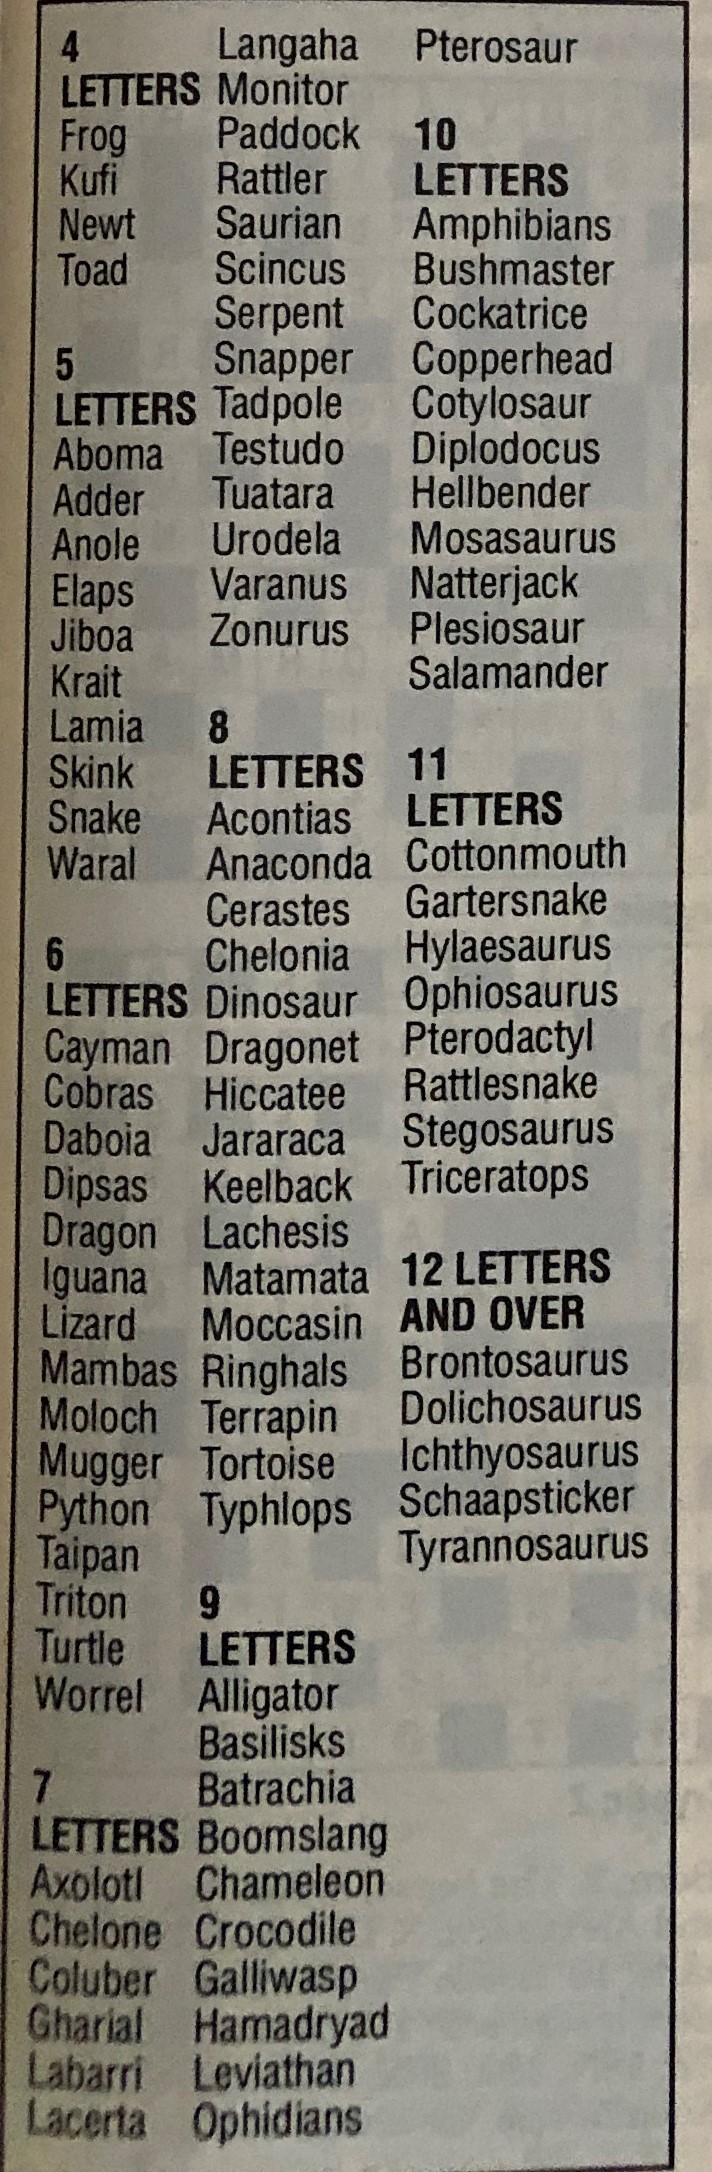 4
LETTERS
Frog
Kufi
Newt
Toad
5
LETTERS
Aboma
Adder
Anole
Elaps
Jiboa
Krait
Lamia
Skink
Snake
Waral
6
LETTERS
Cayman
Cobras
Daboia
Dipsas
Dragon
Iguana
Lizard
Mambas
Moloch
Mugger
Python
Taipan
Triton
Turtle
Worrel
7
LETTERS
Axolotl
Chelone
Coluber
Gharial
Labarri
Lacerta
Langaha
Monitor
Paddock
Rattler
Saurian
Scincus
Serpent
Snapper
Tadpole
Testudo
Tuatara
Urodela
Varanus
Zonurus
8
LETTERS
Acontias
Anaconda
Cerastes
Chelonia
Dinosaur
Dragonet
Hiccatee
Jararaca
Keelback
Lachesis
Matamata
Moccasin
Ringhals
Terrapin
Tortoise
Typhlops
9
LETTERS
Alligator
Basilisks
Batrachia
Boomslang
Chameleon
Crocodile
Galliwasp
Hamadryad
Leviathan
Ophidians
Pterosaur
10
LETTERS
Amphibians
Bushmaster
Cockatrice
Copperhead
Cotylosaur
Diplodocus
Hellbender
Mosasaurus
Natterjack
Plesiosaur
Salamander
11
LETTERS
Cottonmouth
Gartersnake
Hylaesaurus
Ophiosaurus
Pterodactyl
Rattlesnake
Stegosaurus
Triceratops
12 LETTERS
AND OVER
Brontosaurus
Dolichosaurus
Ichthyosaurus
Schaapsticker
Tyrannosaurus